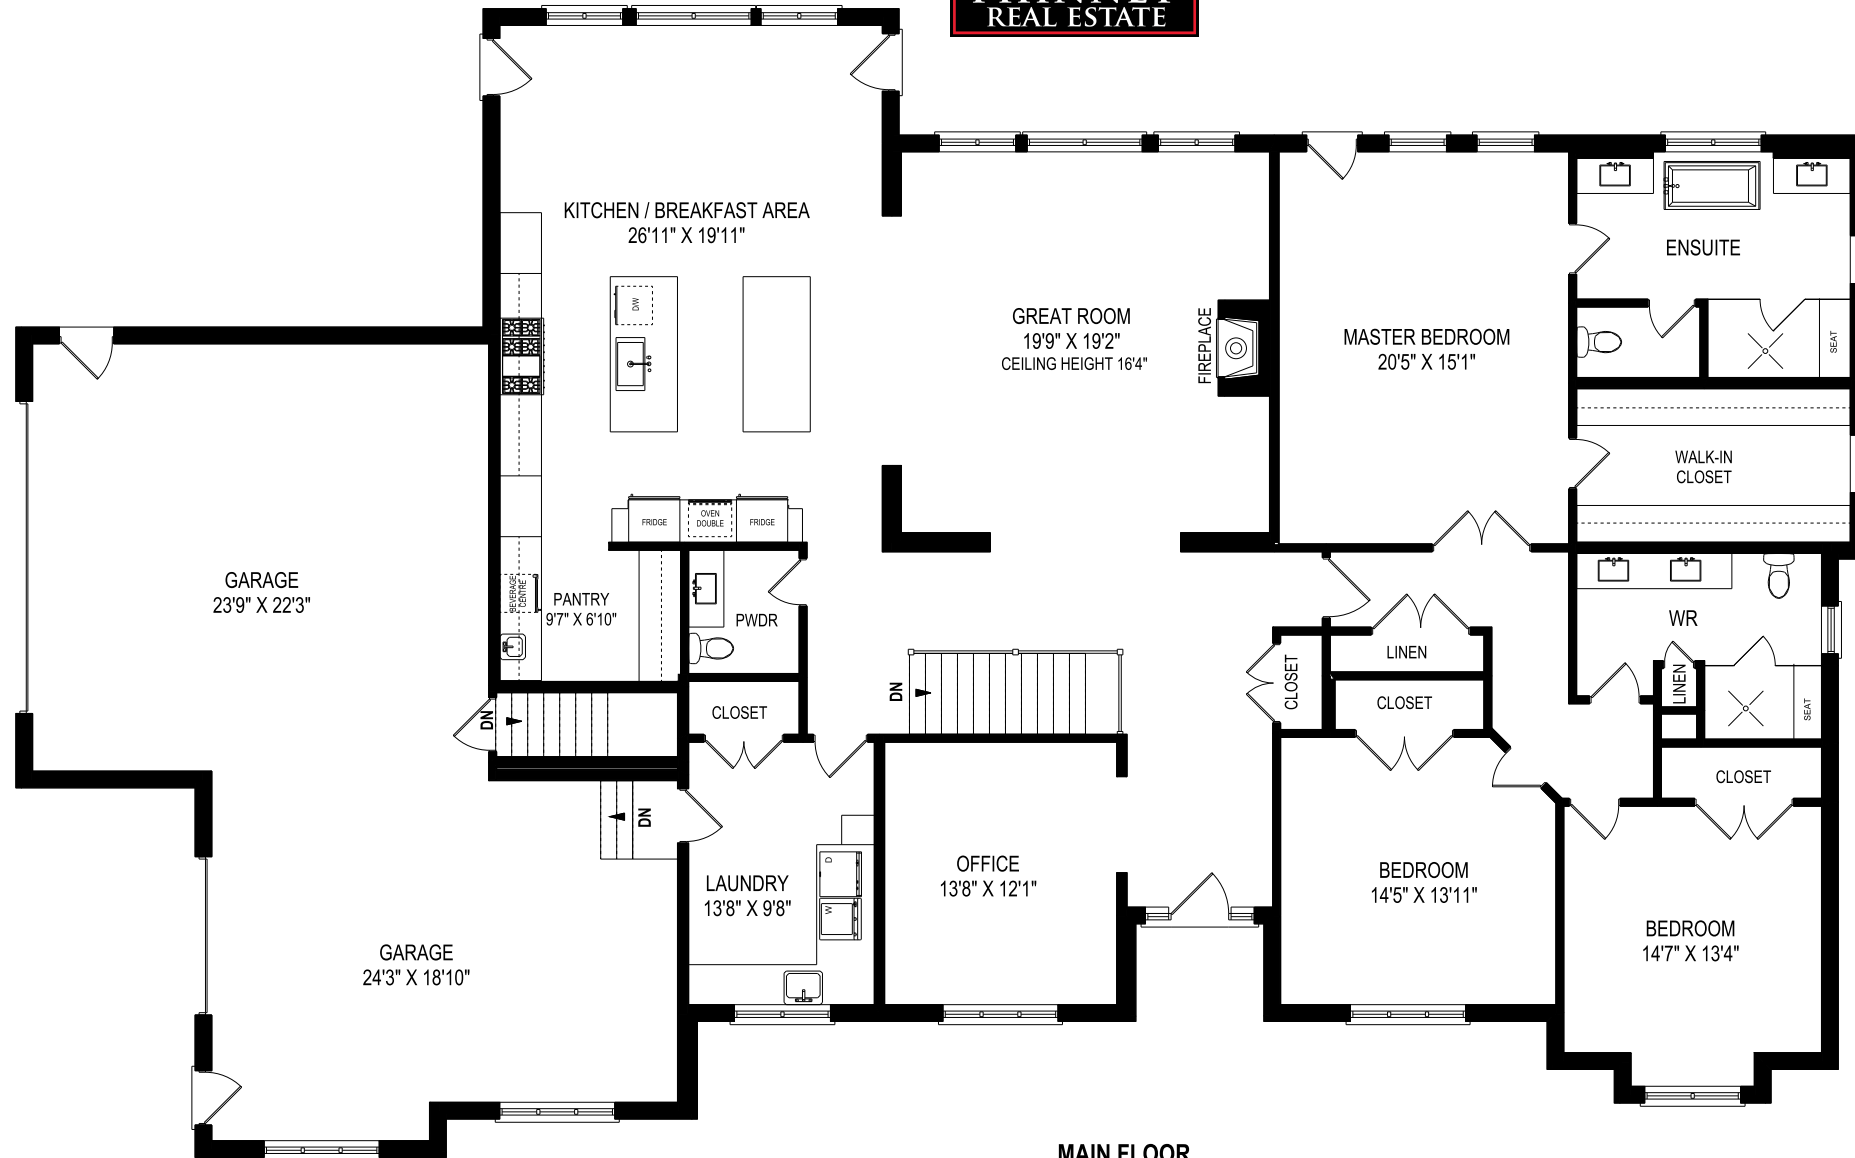 REAL ESTATE
KITCHEN / BREAKFAST AREA
26'11" X 19'11"
D/W
GREAT ROOM
19'9" X 19'2"
CEILING HEIGHT 16'4"
FIREPLACE
MASTER BEDROOM
20'5" X 15'1"
ENSUITE
SEAT
WALK-IN
CLOSET
FRIDGE
OVEN
DOUBLE
FRIDGE
GARAGE
23'9" X 22'3"
BEVERAGE
CENTRE
PANTRY
9'7" X 6'10"
PWDR
WR
LINEN
LINEN
SEAT
CLOSET
CLOSET
CLOSET
CLOSET
DN
DN
DN
LAUNDRY
13'8" X 9'8"
D
W
OFFICE
13'8" X 12'1"
BEDROOM
14'5" X 13'11"
BEDROOM
14'7" X 13'4"
GARAGE
24'3" X 18'10"
MAIN FLOOR